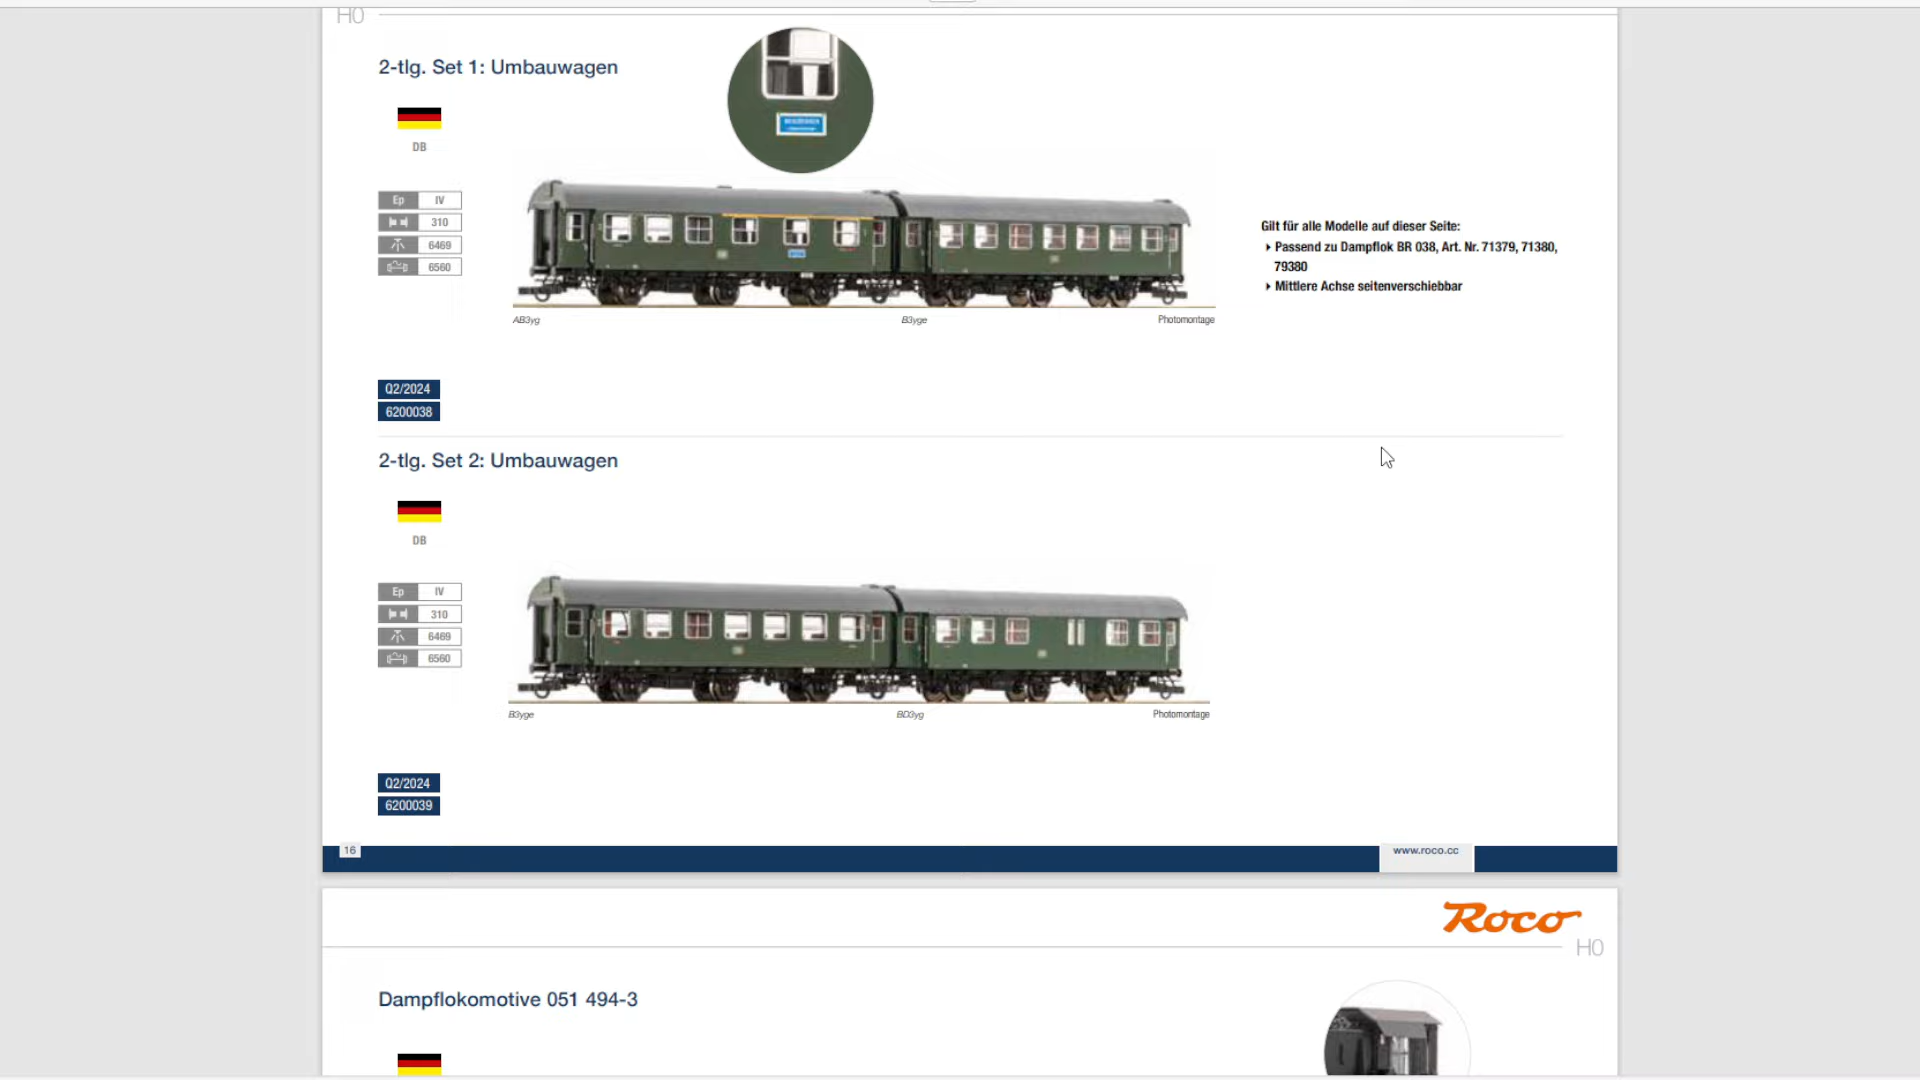 H0
2-tlg. Set 1: Umbauwagen
DB
Ep IV
310
6469
6560
Gilt für alle Modelle auf dieser Seite:
Passend zu Dampflok BR 038, Art. Nr. 71379, 71380,
79380
Mittlere Achse seitenverschiebbar
AB3yg B3yge Photomontage
Q2/2024
6200038
2-tlg. Set 2: Umbauwagen
DB
Ep IV
310
6469
6560
B3yge BD3yg Photomontage
Q2/2024
6200039
16 www.roco.cc
Roco
H0
Dampflokomotive 051 494-3